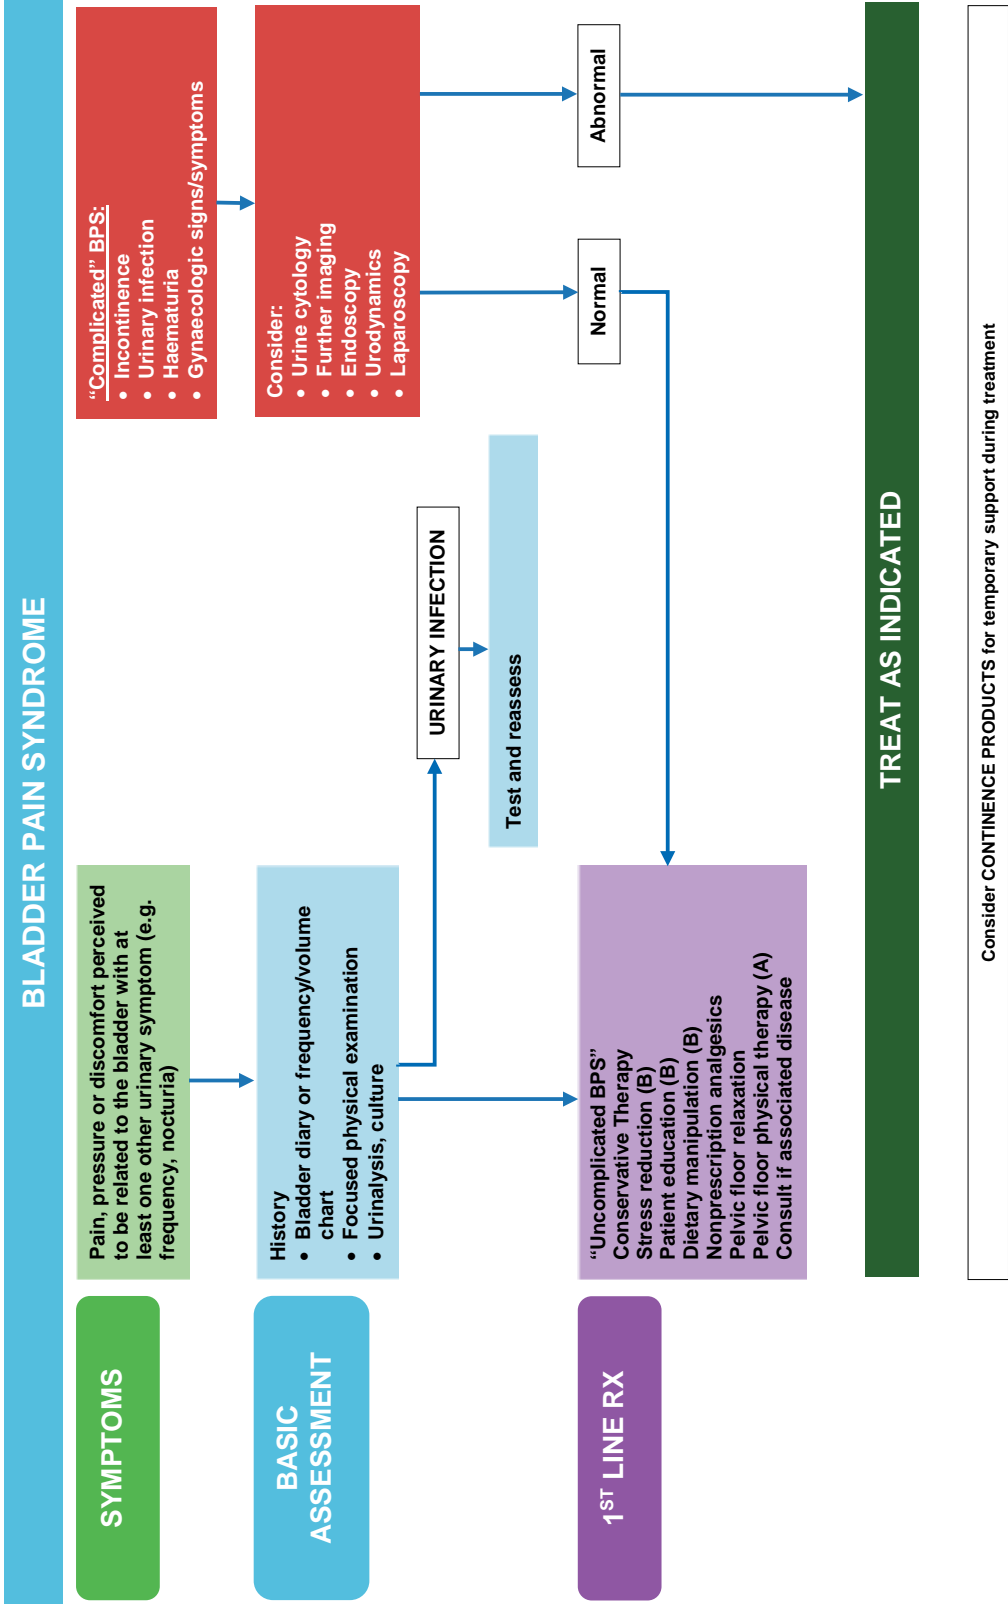 BLADDER PAIN SYNDROME
SYMPTOMS
Pain, pressure or discomfort perceived
to be related to the bladder with at
least one other urinary symptom (e.g.
frequency, nocturia)
“Complicated” BPS:
• Incontinence
• Urinary infection
• Haematuria
• Gynaecologic signs/symptoms
BASIC
ASSESSMENT
History
• Bladder diary or frequency/volume
chart
• Focused physical examination
• Urinalysis, culture
Consider:
• Urine cytology
• Further imaging
• Endoscopy
• Urodynamics
• Laparoscopy
URINARY INFECTION
Test and reassess
Normal
Abnormal
1ST LINE RX
“Uncomplicated BPS”
Conservative Therapy
Stress reduction (B)
Patient education (B)
Dietary manipulation (B)
Nonprescription analgesics
Pelvic floor relaxation
Pelvic floor physical therapy (A)
Consult if associated disease
TREAT AS INDICATED
Consider CONTINENCE PRODUCTS for temporary support during treatment